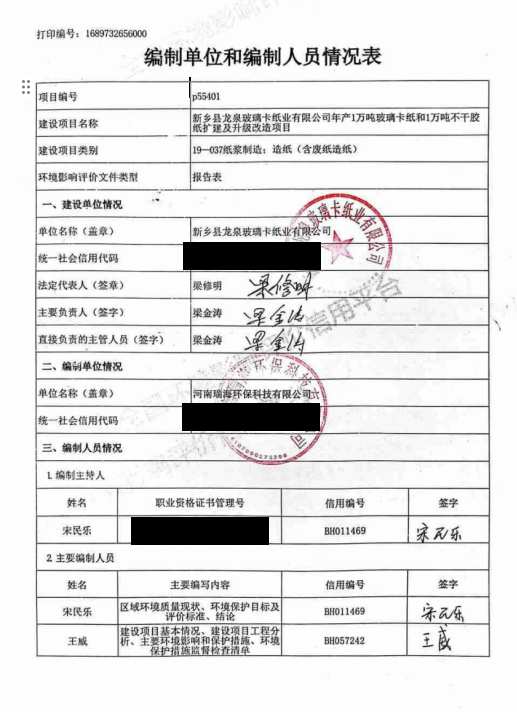 打印编号：1689732656000
编制单位和编制人员情况表
项目编号 p55401
建设项目名称 新乡县龙泉玻璃卡纸业有限公司年产1万吨玻璃卡纸和1万吨不干胶
纸扩建及升级改造项目
建设项目类别 19—037纸浆制造；造纸（含废纸造纸）
环境影响评价文件类型 报告表
一、建设单位情况
单位名称（盖章） 新乡县龙泉玻璃卡纸业有限公司
统一社会信用代码
法定代表人（签章） 梁修明 梁修明
主要负责人（签字） 梁金涛 梁金涛
直接负责的主管人员（签字） 梁金涛 梁金涛
二、编制单位情况
单位名称（盖章） 河南瑞海环保科技有限公司
统一社会信用代码
三、编制人员情况
1.编制主持人
姓名 职业资格证书管理号 信用编号 签字
宋民乐 BH011469 宋民乐
2.主要编制人员
姓名 主要编写内容 信用编号 签字
宋民乐 区域环境质量现状、环境保护目标及
评价标准、结论 BH011469 宋民乐
王威 建设项目基本情况、建设项目工程分
析、主要环境影响和保护措施、环境
保护措施监督检查清单 BH057242 王威